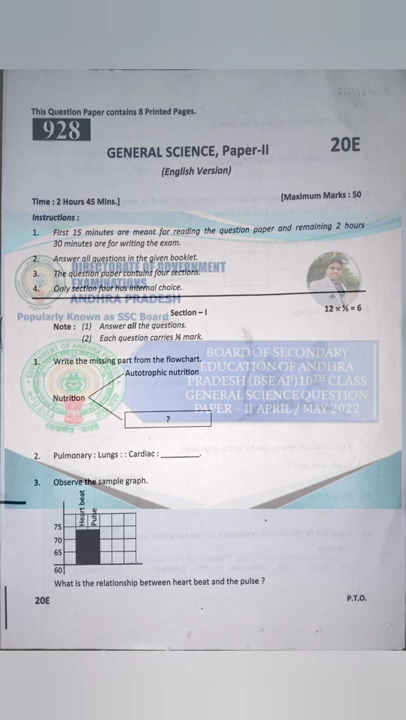 This Question Paper contains 8 Printed Pages.
928
GENERAL SCIENCE, Paper-II
20E
(English Version)
Time : 2 Hours 45 Mins.]
[Maximum Marks : 50
Instructions :
1. First 15 minutes are meant for reading the question paper and remaining 2 hours
30 minutes are for writing the exam.
2. Answer all questions in the given booklet.
3. The question paper contains four sections.
4. Only section four has internal choice.
DIRECTORATE OF GOVERNMENT
EXAMINATIONS
ANDHRA PRADESH
Popularly Known as SSC Board
Section – I
12 x ½ = 6
Note : (1) Answer all the questions.
(2) Each question carries ½ mark.
BOARD OF SECONDARY
EDUCATION OF ANDHRA
PRADESH (BSE AP) 10TH CLASS
GENERAL SCIENCE QUESTION
PAPER – II APRIL / MAY 2022
1. Write the missing part from the flowchart.
Autotrophic nutrition
Nutrition
?
2. Pulmonary : Lungs : : Cardiac : ________.
3. Observe the sample graph.
Heart beat
Pulse
75
70
65
60
What is the relationship between heart beat and the pulse ?
20E
P.T.O.